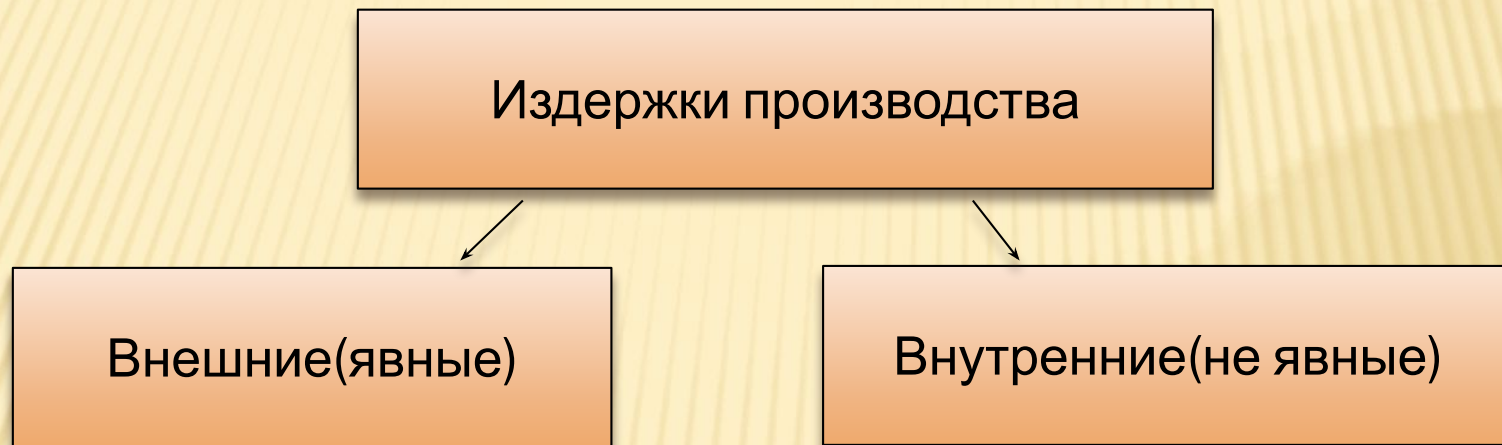 Издержки производства
Внешние(явные)
Внутренние(не явные)